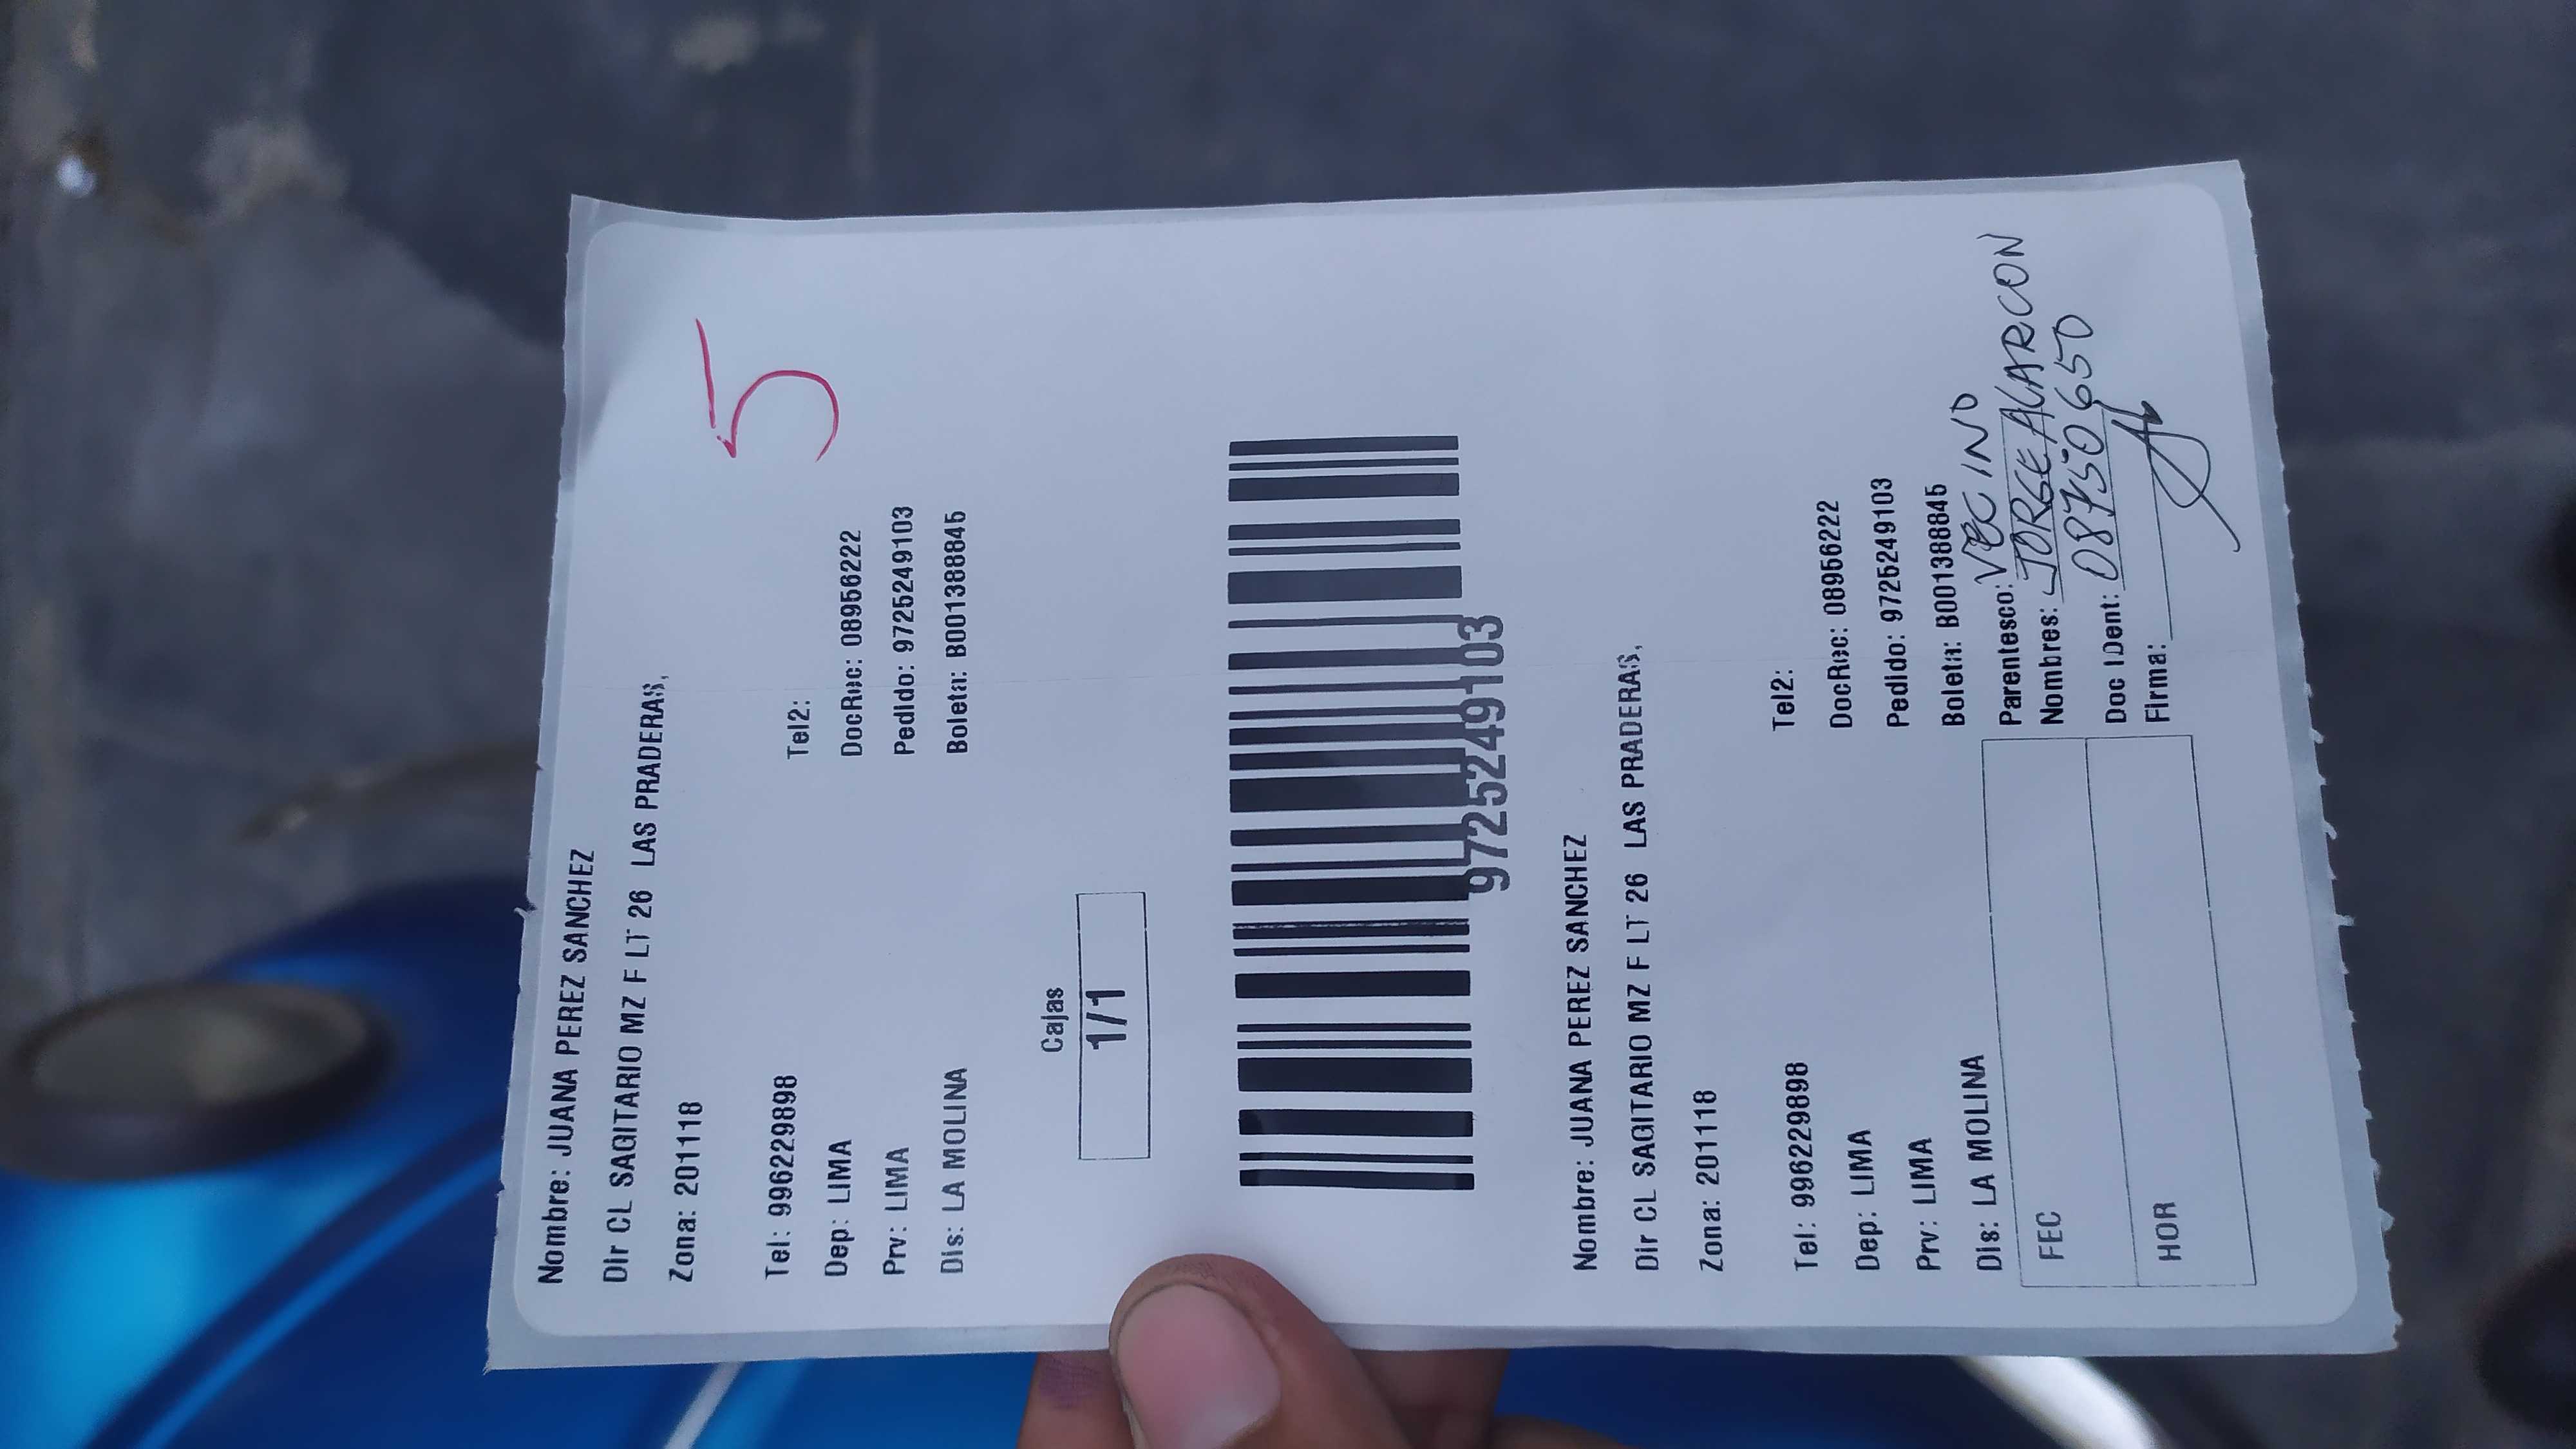 Nombre: JUANA PEREZ SANCHEZ
Dir CL SAGITARIO MZ F LT 26 LAS PRADERAS,
Zona: 201118
5
Tel: 996229898 Tel2:
Dep: LIMA DocRec: 08956222
Prv: LIMA Pedido: 9725249103
Dis: LA MOLINA Boleta: B001388845
Cajas
1/1
9725249103
Nombre: JUANA PEREZ SANCHEZ
Dir CL SAGITARIO MZ F LT 26 LAS PRADERAS,
Zona: 201118
Tel: 996229898 Tel2:
Dep: LIMA DocRec: 08956222
Prv: LIMA Pedido: 9725249103
Dis: LA MOLINA Boleta: B001388845
FEC
HOR
Parentesco: VECINO
Nombres: JORGE ALARCON
Doc IDent: 08750650
Firma: